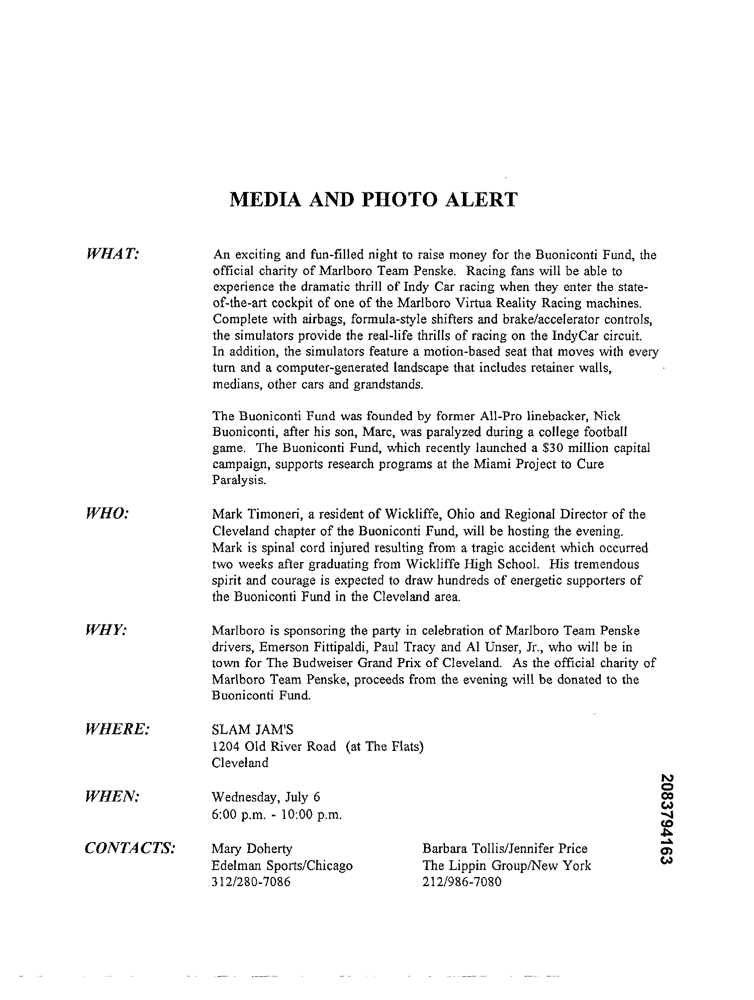 MEDIA AND PHOTO ALERT
WHAT:
An exciting and fun-filled night to raise money for the Buoniconti Fund, the
official charity of Marlboro Team Penske. Racing fans will be able to
experience the dramatic thrill of Indy Car racing when they enter the state-
of-the-art cockpit of one of the Marlboro Virtua Reality Racing machines.
Complete with airbags, formula-style shifters and brake/accelerator controls,
the simulators provide the real-life thrills of racing on the IndyCar circuit.
In addition, the simulators feature a motion-based seat that moves with every
turn and a computer-generated landscape that includes retainer walls,
medians, other cars and grandstands.
The Buoniconti Fund was founded by former All-Pro linebacker, Nick
Buoniconti, after his son, Marc, was paralyzed during a college football
game. The Buoniconti Fund, which recently launched a $30 million capital
campaign, supports research programs at the Miami Project to Cure
Paralysis.
WHO:
Mark Timoneri, a resident of Wickliffe, Ohio and Regional Director of the
Cleveland chapter of the Buoniconti Fund, will be hosting the evening.
Mark is spinal cord injured resulting from a tragic accident which occurred
two weeks after graduating from Wickliffe High School. His tremendous
spirit and courage is expected to draw hundreds of energetic supporters of
the Buoniconti Fund in the Cleveland area.
WHY:
Marlboro is sponsoring the party in celebration of Marlboro Team Penske
drivers, Emerson Fittipaldi, Paul Tracy and Al Unser, Jr., who will be in
town for The Budweiser Grand Prix of Cleveland. As the official charity of
Marlboro Team Penske, proceeds from the evening will be donated to the
Buoniconti Fund.
WHERE:
SLAM JAM'S
1204 Old River Road (at The Flats)
Cleveland
WHEN:
Wednesday, July 6
6:00 p.m. - 10:00 p.m.
CONTACTS:
Mary Doherty
Edelman Sports/Chicago
312/280-7086
Barbara Tollis/Jennifer Price
The Lippin Group/New York
212/986-7080
2083794163